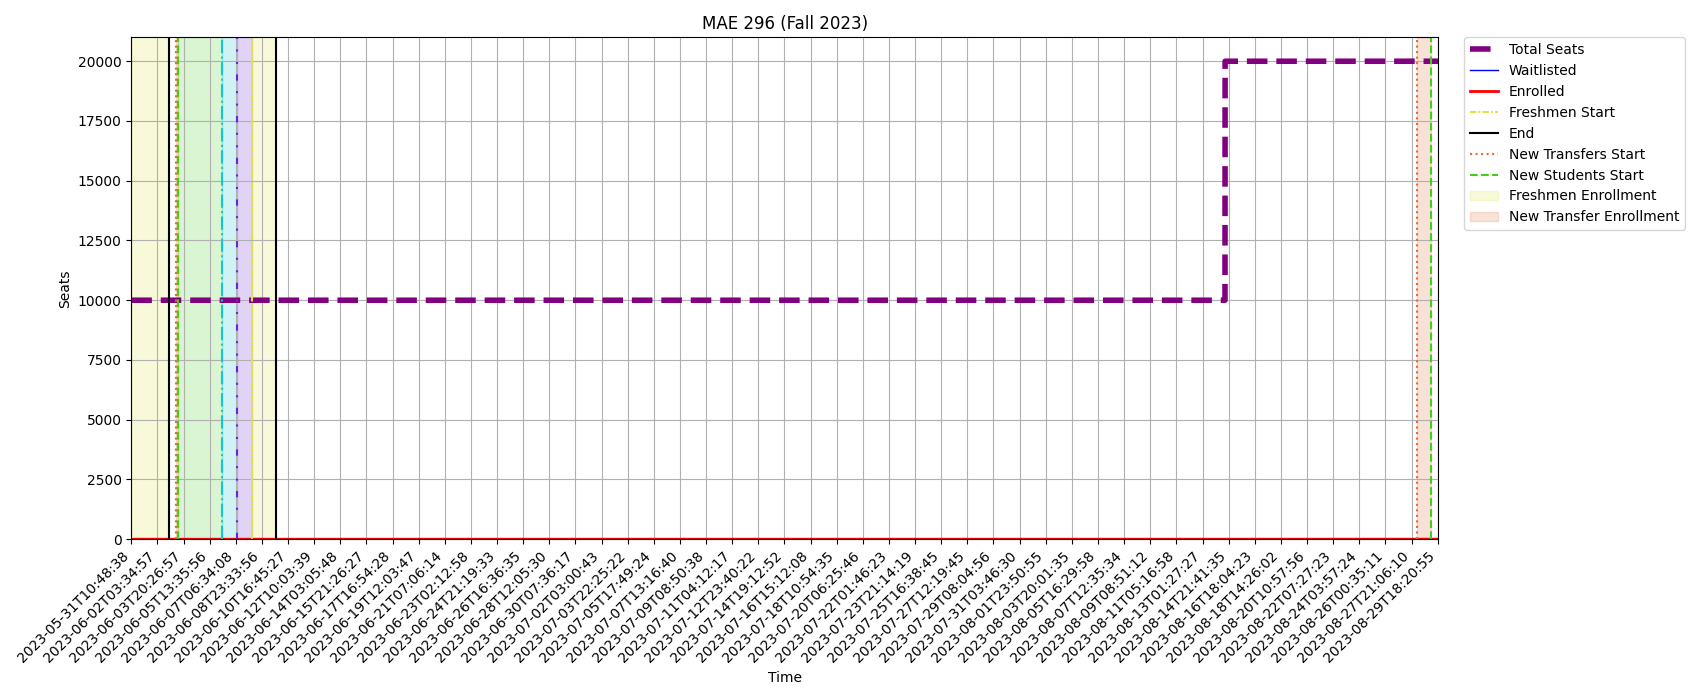 MAE 296 (Fall 2023)
Seats
20000
17500
15000
12500
10000
7500
5000
2500
0
2023-05-31T10:48:38
2023-06-02T03:34:57
2023-06-03T20:26:57
2023-06-05T13:35:56
2023-06-07T06:34:08
2023-06-08T23:33:56
2023-06-10T16:45:27
2023-06-12T10:03:39
2023-06-14T03:05:48
2023-06-15T21:26:27
2023-06-17T16:54:28
2023-06-19T12:03:47
2023-06-21T07:06:14
2023-06-23T02:12:58
2023-06-24T21:19:33
2023-06-26T16:36:35
2023-06-28T12:05:30
2023-06-30T07:36:17
2023-07-02T03:00:43
2023-07-03T22:25:22
2023-07-05T17:49:24
2023-07-07T13:16:40
2023-07-09T08:50:38
2023-07-11T04:12:17
2023-07-12T23:40:22
2023-07-14T19:12:52
2023-07-16T15:12:08
2023-07-18T10:54:35
2023-07-20T06:25:46
2023-07-22T01:46:23
2023-07-23T21:14:19
2023-07-25T16:38:45
2023-07-27T12:19:45
2023-07-29T08:04:56
2023-07-31T03:46:30
2023-08-01T23:50:55
2023-08-03T20:01:35
2023-08-05T16:29:58
2023-08-07T12:35:34
2023-08-09T08:51:12
2023-08-11T05:16:58
2023-08-13T01:27:27
2023-08-14T21:41:35
2023-08-16T18:04:23
2023-08-18T14:26:02
2023-08-20T10:57:56
2023-08-22T07:27:23
2023-08-24T03:57:24
2023-08-26T00:35:11
2023-08-27T21:06:10
2023-08-29T18:20:55
Time
Total Seats
Waitlisted
Enrolled
Freshmen Start
End
New Transfers Start
New Students Start
Freshmen Enrollment
New Transfer Enrollment